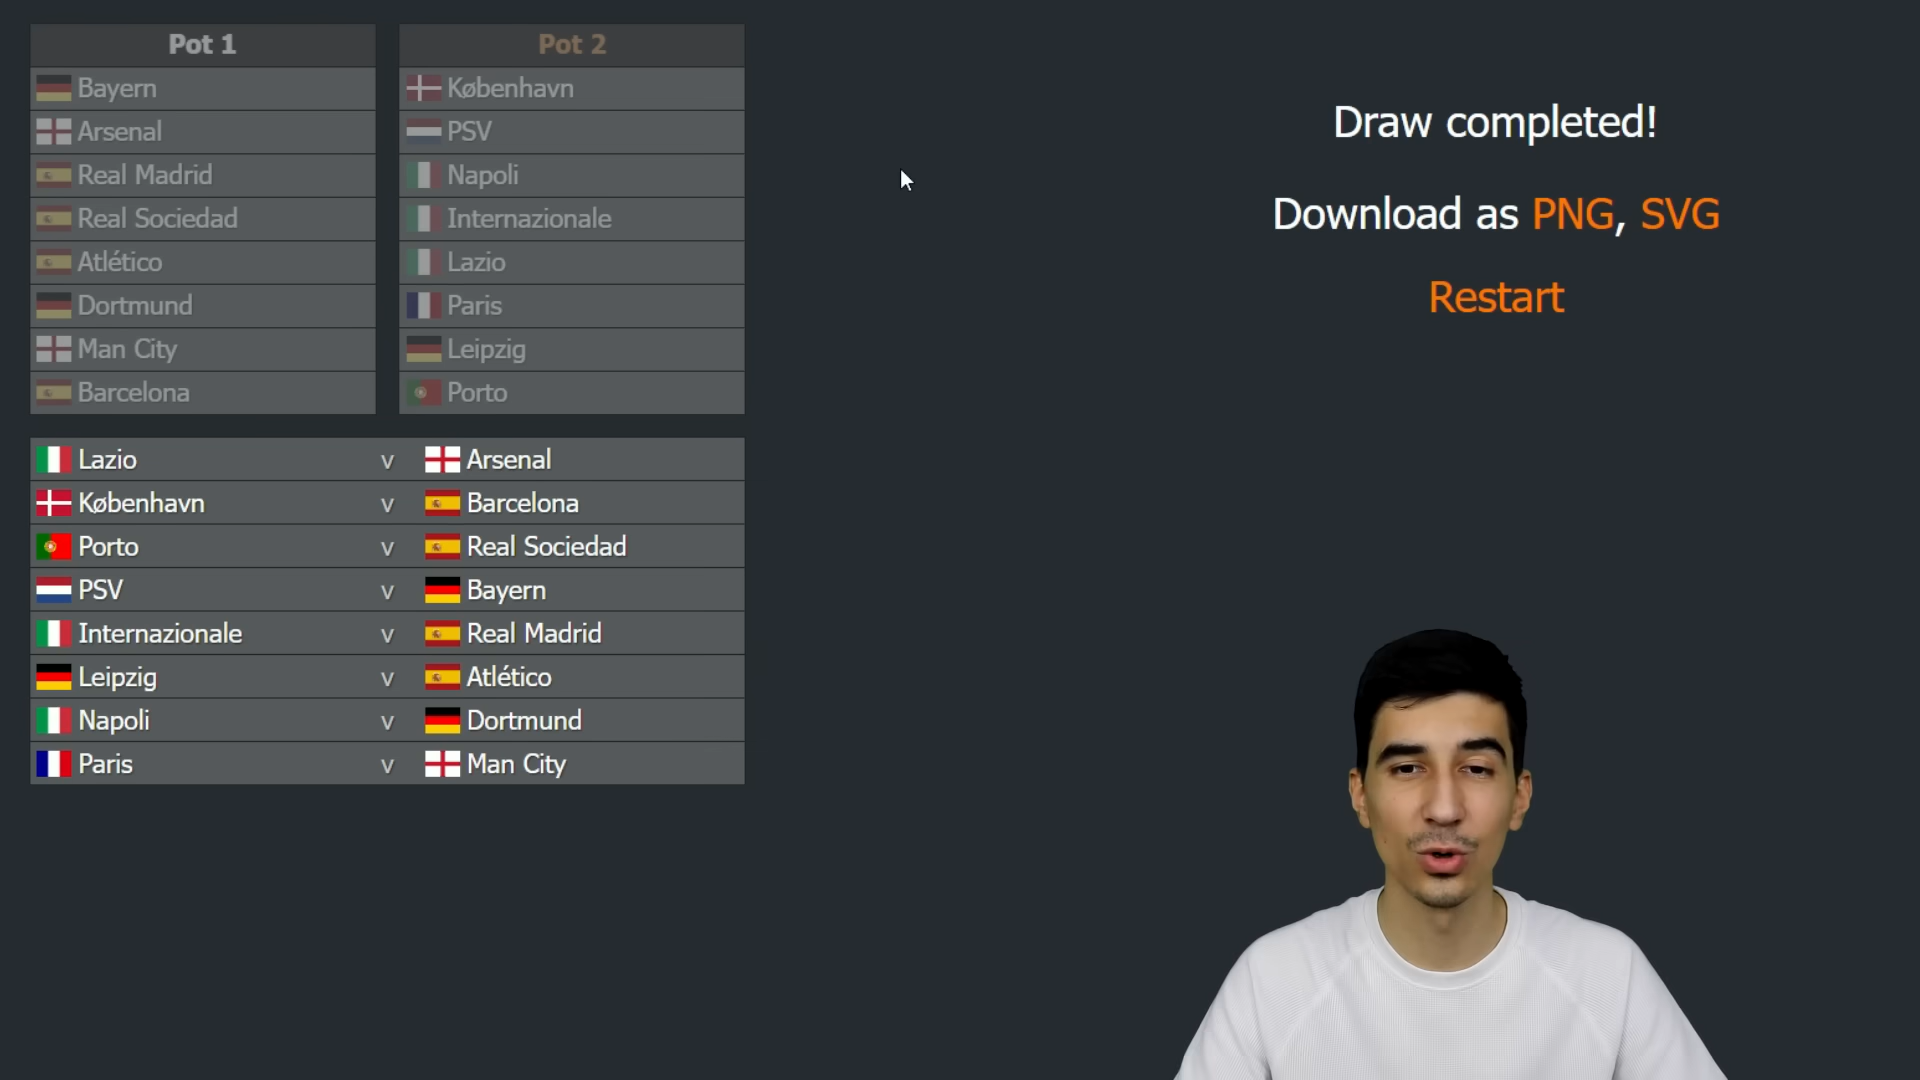 Pot 1
Bayern
Arsenal
Real Madrid
Real Sociedad
Atlético
Dortmund
Man City
Barcelona
Pot 2
København
PSV
Napoli
Internazionale
Lazio
Paris
Leipzig
Porto
Lazio v Arsenal
København v Barcelona
Porto v Real Sociedad
PSV v Bayern
Internazionale v Real Madrid
Leipzig v Atlético
Napoli v Dortmund
Paris v Man City
Draw completed!
Download as PNG, SVG
Restart